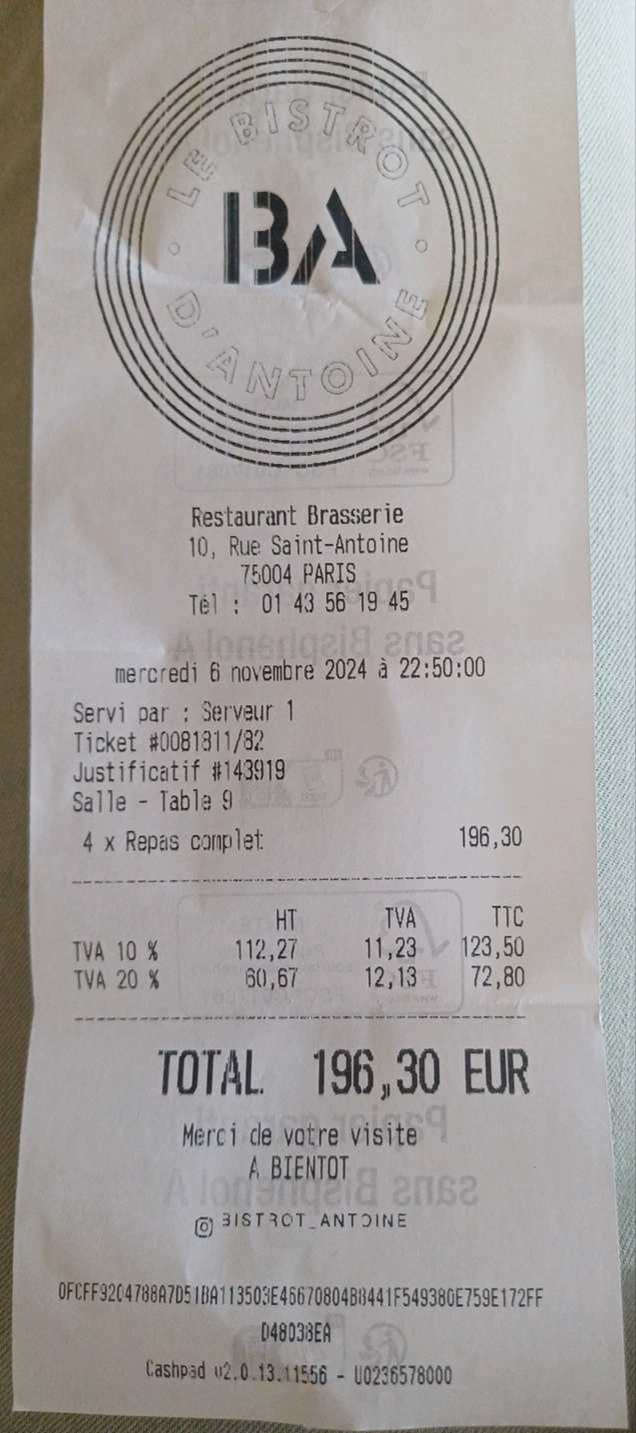 LE BISTROT
BA
D'ANTOINE
Restaurant Brasserie
10, Rue Saint-Antoine
75004 PARIS
Tél : 01 43 56 19 45
mercredi 6 novembre 2024 à 22:50:00
Servi par : Serveur 1
Ticket #0081811/82
Justificatif #143919
Salle - Table 9
4 x Repas complet 196,30
HT TVA TTC
TVA 10 % 112,27 11,23 123,50
TVA 20 % 60,67 12,13 72,80
TOTAL 196,30 EUR
Merci de votre visite
A BIENTOT
BISTROT_ANTOINE
Cashpad v2.0.13.11556 - U0236578000